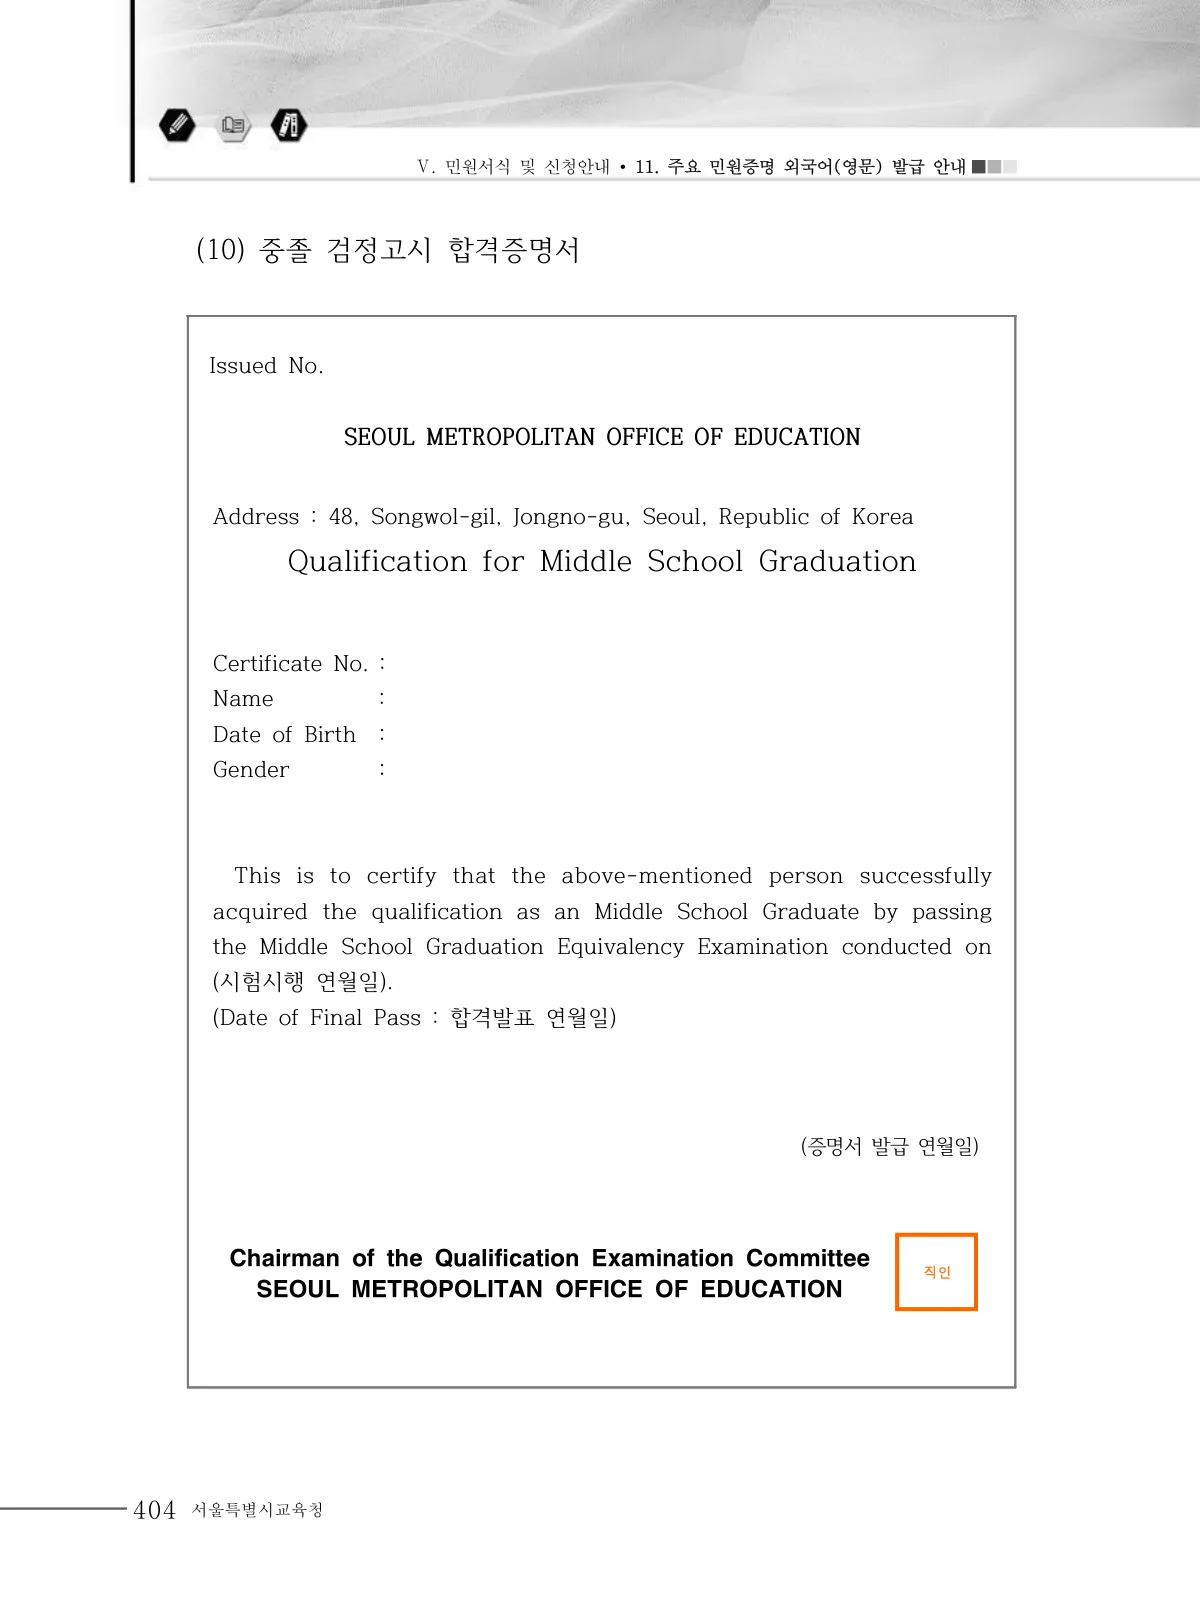 Ⅴ. 민원서식 및 신청안내 • 11. 주요 민원증명 외국어(영문) 발급 안내
(10) 중졸 검정고시 합격증명서
Issued No.
SEOUL METROPOLITAN OFFICE OF EDUCATION
Address : 48, Songwol-gil, Jongno-gu, Seoul, Republic of Korea
Qualification for Middle School Graduation
Certificate No. :
Name :
Date of Birth :
Gender :
This is to certify that the above-mentioned person successfully
acquired the qualification as an Middle School Graduate by passing
the Middle School Graduation Equivalency Examination conducted on
(시험시행 연월일).
(Date of Final Pass : 합격발표 연월일)
(증명서 발급 연월일)
Chairman of the Qualification Examination Committee
SEOUL METROPOLITAN OFFICE OF EDUCATION
직인
404 서울특별시교육청